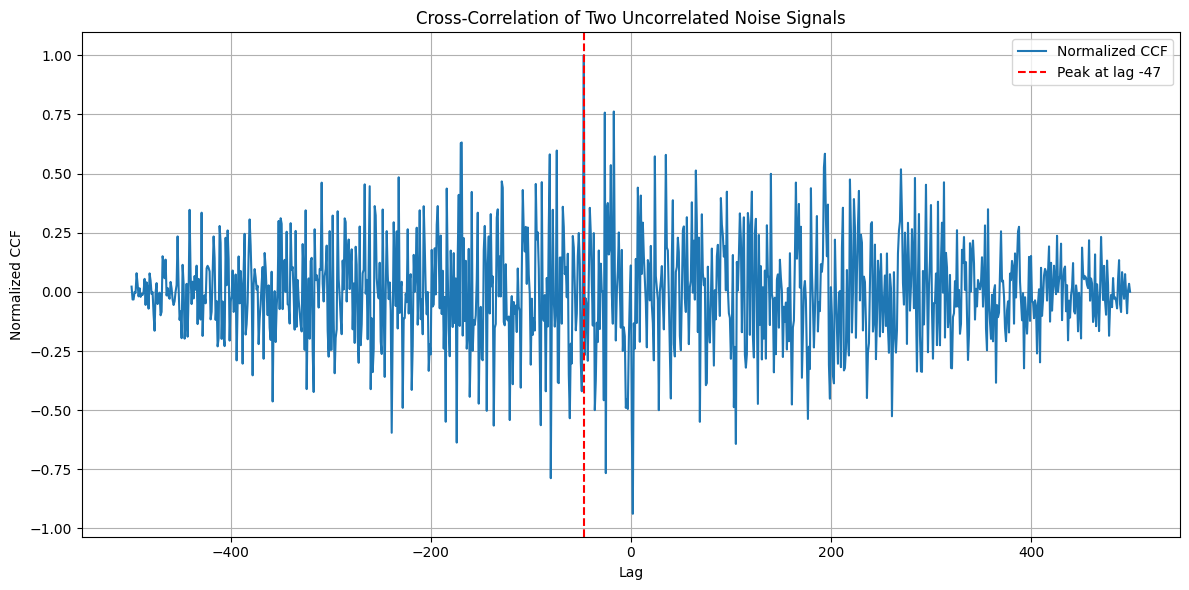 Cross-Correlation of Two Uncorrelated Noise Signals
Normalized CCF
Peak at lag -47
1.00
0.75
0.50
0.25
0.00
−0.25
−0.50
−0.75
−1.00
Normalized CCF
−400
−200
0
200
400
Lag